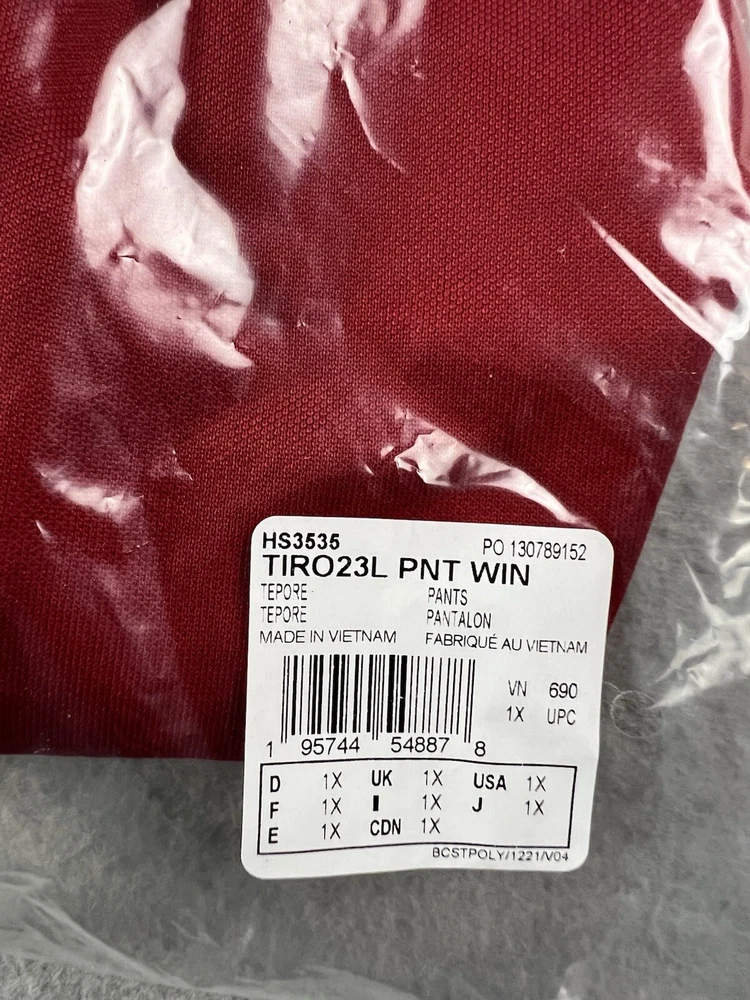 HS3535 PO 130789152
TIRO23L PNT WIN
TEPORE PANTS
TEPORE PANTALON
MADE IN VIETNAM FABRIQUÉ AU VIETNAM
VN 690
1X UPC
1 95744 54887 8
D 1X UK 1X USA 1X
F 1X I 1X J 1X
E 1X CDN 1X
BCSTPOLY/1221/V04